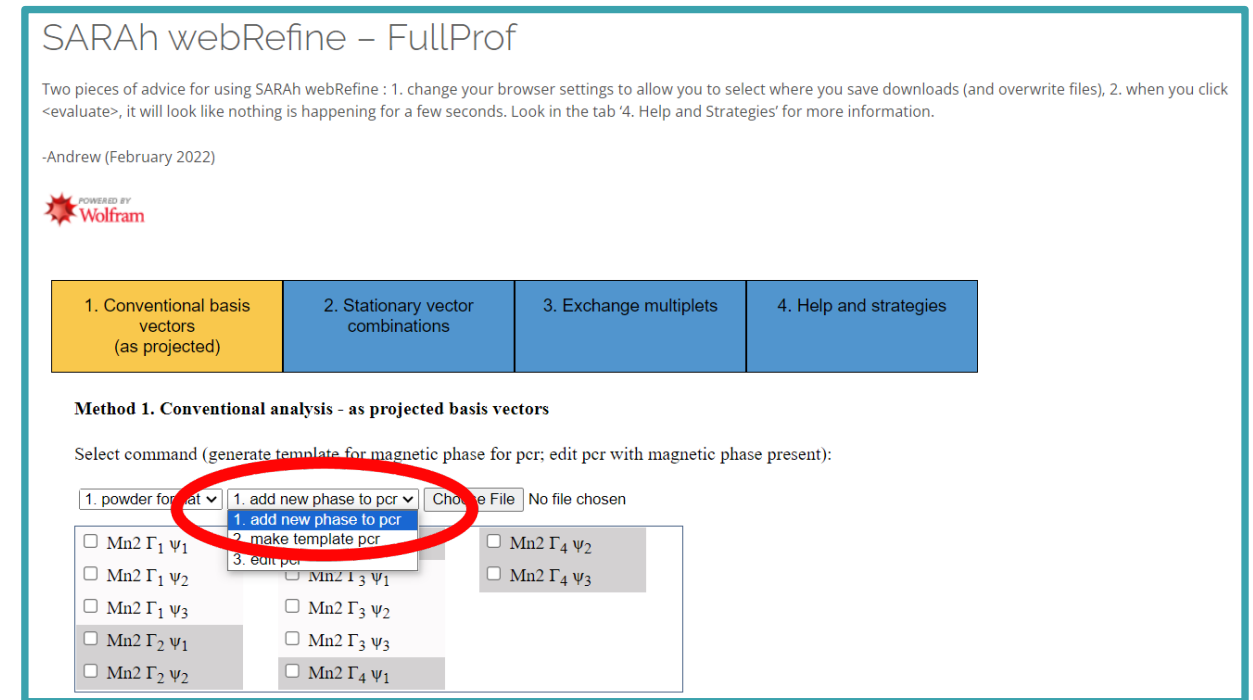 SARAh webRefine – FullProf
Two pieces of advice for using SARAh webRefine : 1. change your browser settings to allow you to select where you save downloads (and overwrite files), 2. when you click
<evaluate>, it will look like nothing is happening for a few seconds. Look in the tab ‘4. Help and Strategies’ for more information.
-Andrew (February 2022)
POWERED BY
Wolfram
1. Conventional basis
vectors
(as projected)
2. Stationary vector
combinations
3. Exchange multiplets
4. Help and strategies
Method 1. Conventional analysis - as projected basis vectors
Select command (generate template for magnetic phase for pcr; edit pcr with magnetic phase present):
1. powder format 1. add new phase to pcr Choose File No file chosen
1. add new phase to pcr
2. make template pcr
3. edit pcr
Mn2 Γ1 ψ1
Mn2 Γ1 ψ2
Mn2 Γ1 ψ3
Mn2 Γ2 ψ1
Mn2 Γ2 ψ2
Mn2 Γ3 ψ1
Mn2 Γ3 ψ2
Mn2 Γ3 ψ3
Mn2 Γ4 ψ1
Mn2 Γ4 ψ2
Mn2 Γ4 ψ3